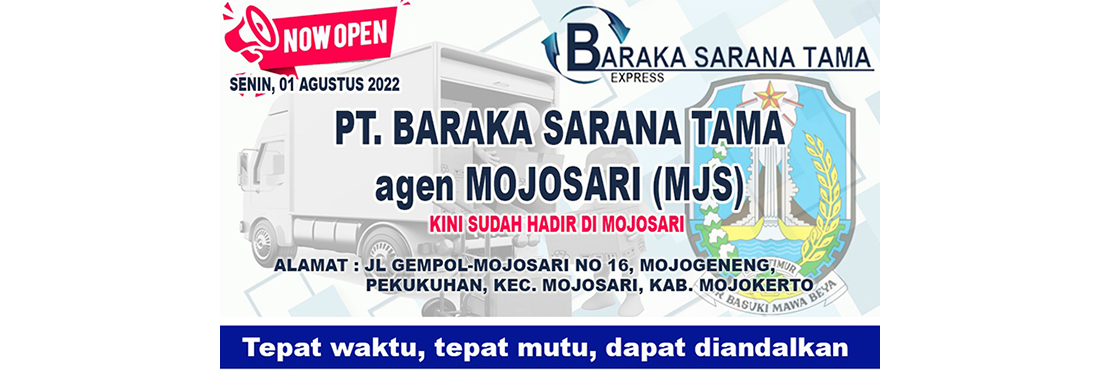 NOW OPEN
BARAKA SARANA TAMA
EXPRESS
SENIN, 01 AGUSTUS 2022
PT. BARAKA SARANA TAMA
agen MOJOSARI (MJS)
KINI SUDAH HADIR DI MOJOSARI
ALAMAT : JL GEMPOL-MOJOSARI NO 16, MOJOGENENG,
PEKUKUHAN, KEC. MOJOSARI, KAB. MOJOKERTO
TIMUR
ER BASUKI MAWA BEYA
Tepat waktu, tepat mutu, dapat diandalkan